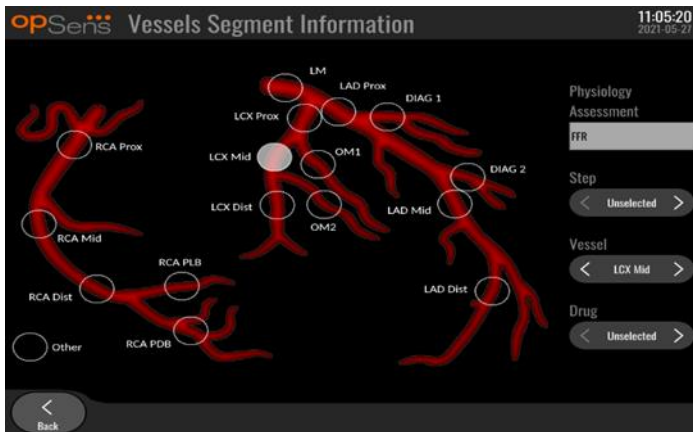 opSens Vessels Segment Information
11:05:20
2021-05-27
LM
LAD Prox
DIAG 1
LCX Prox
RCA Prox
LCX Mid
OM1
DIAG 2
LCX Dist
OM2
LAD Mid
RCA Mid
RCA PLB
RCA Dist
LAD Dist
RCA PDB
Other
Physiology
Assessment
FFR
Step
< Unselected >
Vessel
< LCX Mid >
Drug
< Unselected >
<
Back